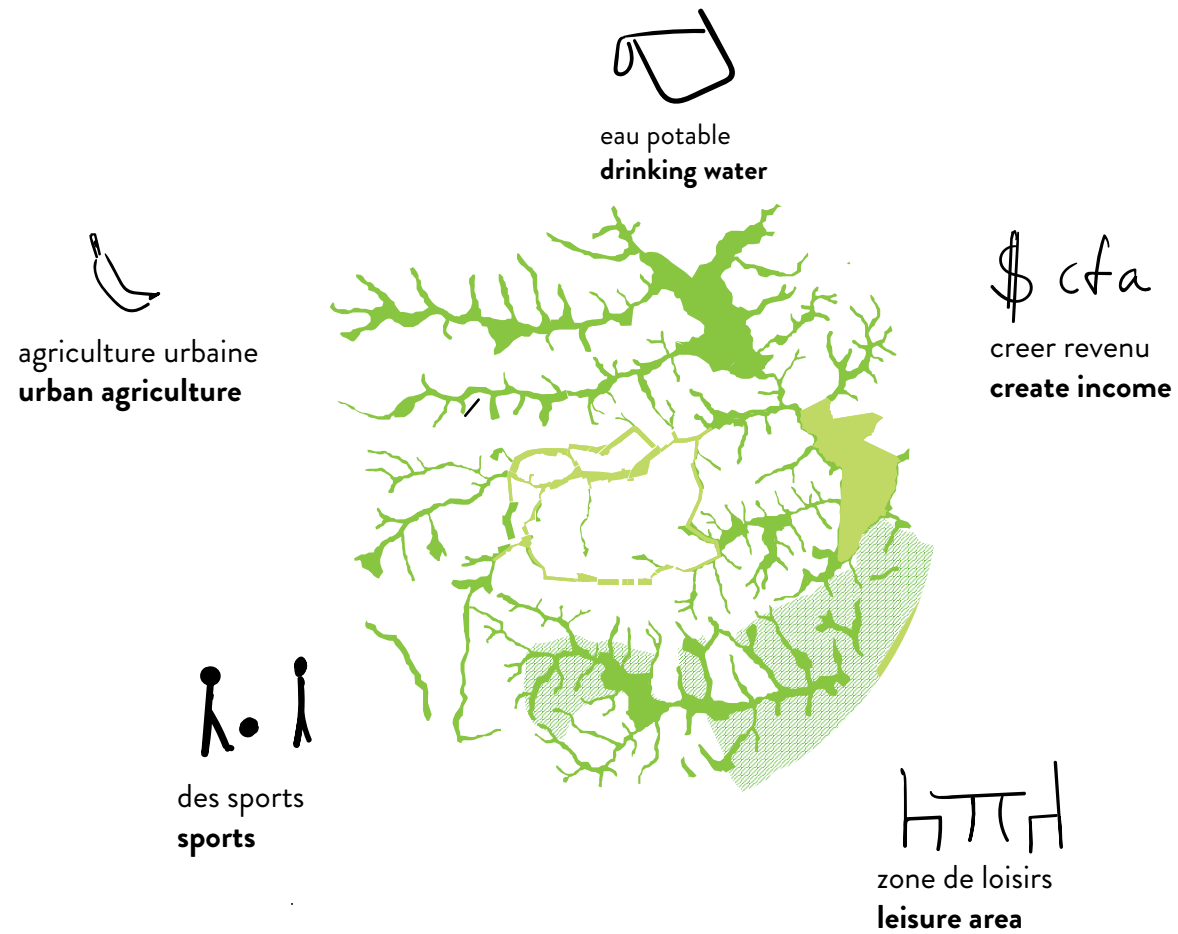 eau potable
drinking water
agriculture urbaine
urban agriculture
$ cfa
creer revenu
create income
des sports
sports
zone de loisirs
leisure area